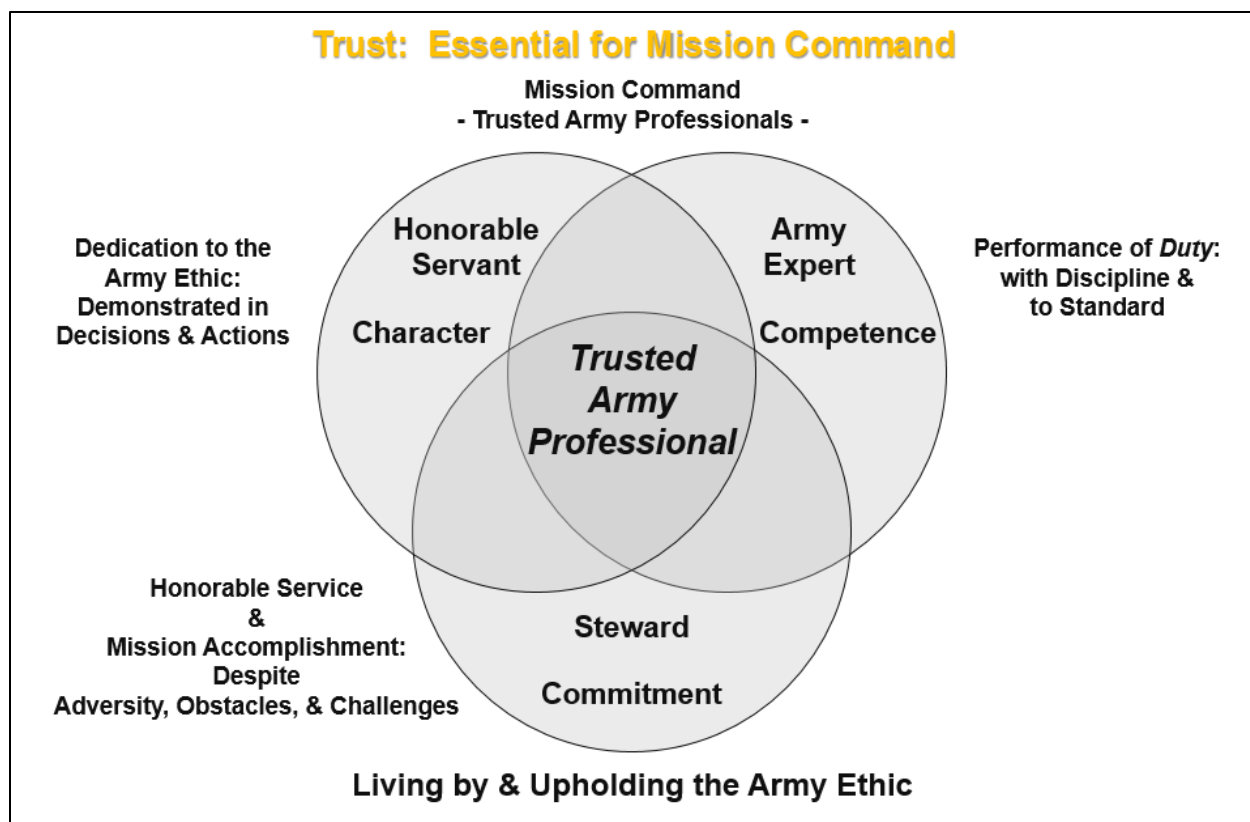 Trust:  Essential for Mission Command
Mission Command
- Trusted Army Professionals -
Honorable
Servant
Character
Army
Expert
Competence
Dedication to the
Army Ethic:
Demonstrated in
Decisions & Actions
Performance of Duty:
with Discipline &
to Standard
Trusted
Army
Professional
Honorable Service
&
Mission Accomplishment:
Despite
Adversity, Obstacles, & Challenges
Steward
Commitment
Living by & Upholding the Army Ethic